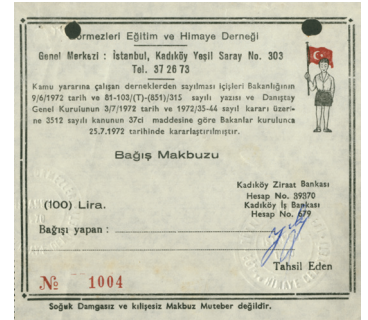 örmezleri Eğitim ve Himaye Derneği
Genel Merkezi : İstanbul, Kadıköy Yeşil Saray No. 303
Tel. 37 26 73
Kamu yararına çalışan derneklerden sayılması içişleri Bakanlığının
9/6/1972 tarih ve 81-103/(T)-(851)/315 sayılı yazısı ve Danıştay
Genel Kurulunun 3/7/1972 tarih ve 1972/35-44 sayıl kararı üzeri-
ne 3512 sayılı kanunun 37ci maddesine göre Bakanlar kurulunca
25.7.1972 tarihinde kararlaştırılmıştır.
Bağış Makbuzu
Kadıköy Ziraat Bankası
Hesap No. 39370
(100) Lira.
Kadıköy İş Bankası
Hesap No. 679
Bağışı yapan :
Tahsil Eden
№ 1004
Soğuk Damgasız ve kılişesiz Makbuz Muteber değildir.